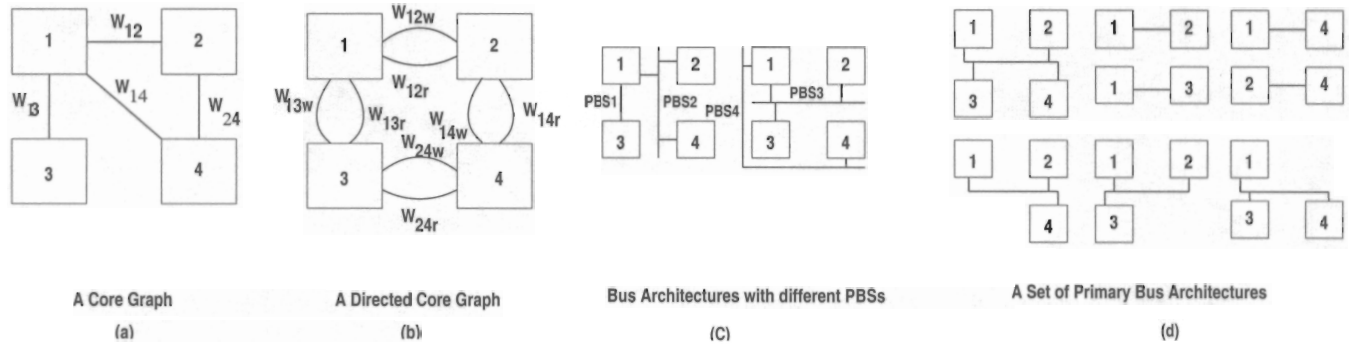 1
W12
2
W13
W14
W24
3
4
A Core Graph
(a)
W12w
1
2
W12r
W13w
W13r
W14w
W14r
W24w
3
4
W24r
A Directed Core Graph
(b)
1
2
PBS1
PBS2
3
4
PBS4
1
2
PBS3
3
4
Bus Architectures with different PBSs
(C)
1 2
3 4
1 2
1 4
1 3
2 4
1 2
4
1 2
3
1
3 4
A Set of Primary Bus Architectures
(d)